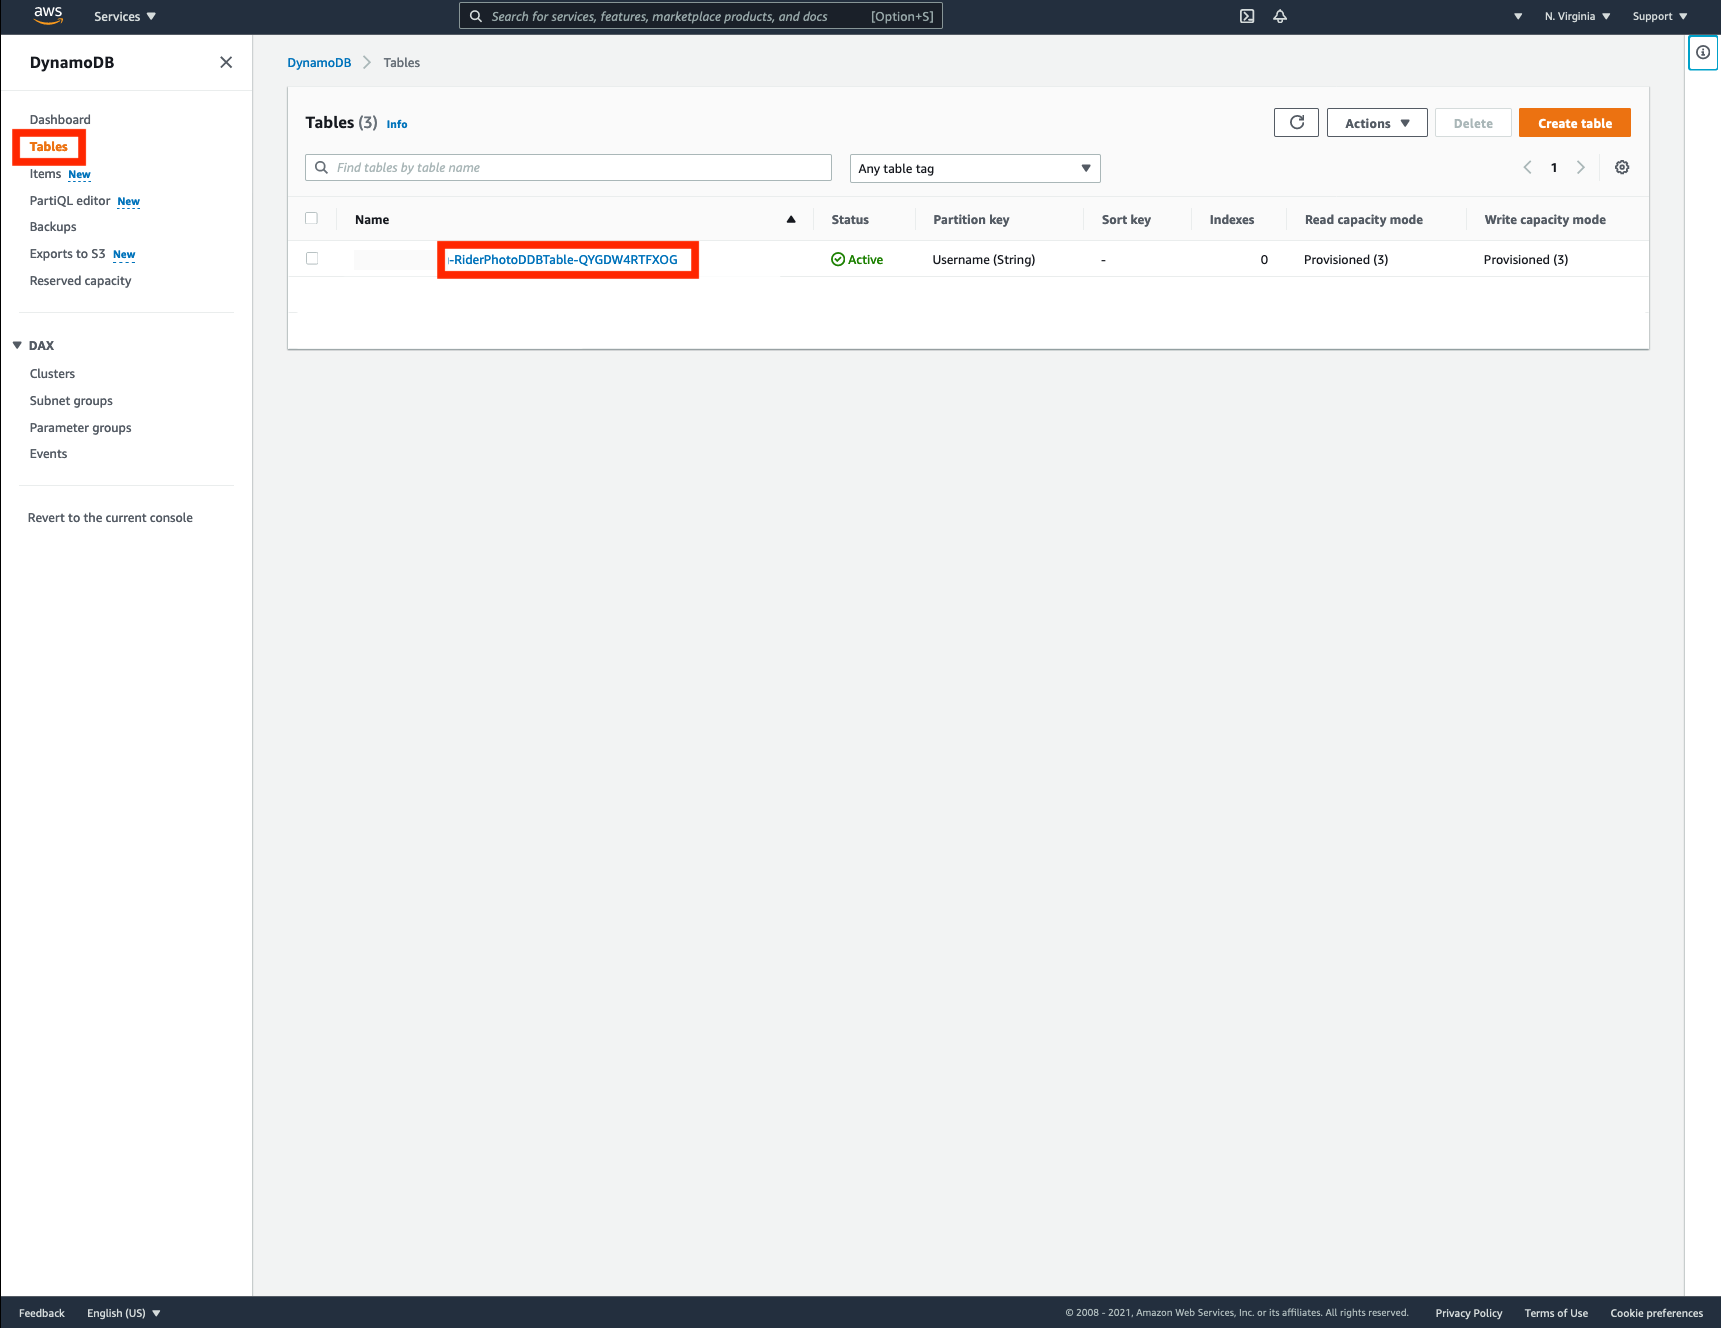 aws Services Search for services, features, marketplace products, and docs [Option+S] N. Virginia Support
DynamoDB
Dashboard
Tables
Items New
PartiQL editor New
Backups
Exports to S3 New
Reserved capacity
DAX
Clusters
Subnet groups
Parameter groups
Events
Revert to the current console
DynamoDB Tables
Tables (3) Info
Actions Delete Create table
Find tables by table name Any table tag 1
Name Status Partition key Sort key Indexes Read capacity mode Write capacity mode
-RiderPhotoDDBTable-QYGDW4RTFXOG Active Username (String) - 0 Provisioned (3) Provisioned (3)
Feedback English (US) © 2008 - 2021, Amazon Web Services, Inc. or its affiliates. All rights reserved. Privacy Policy Terms of Use Cookie preferences